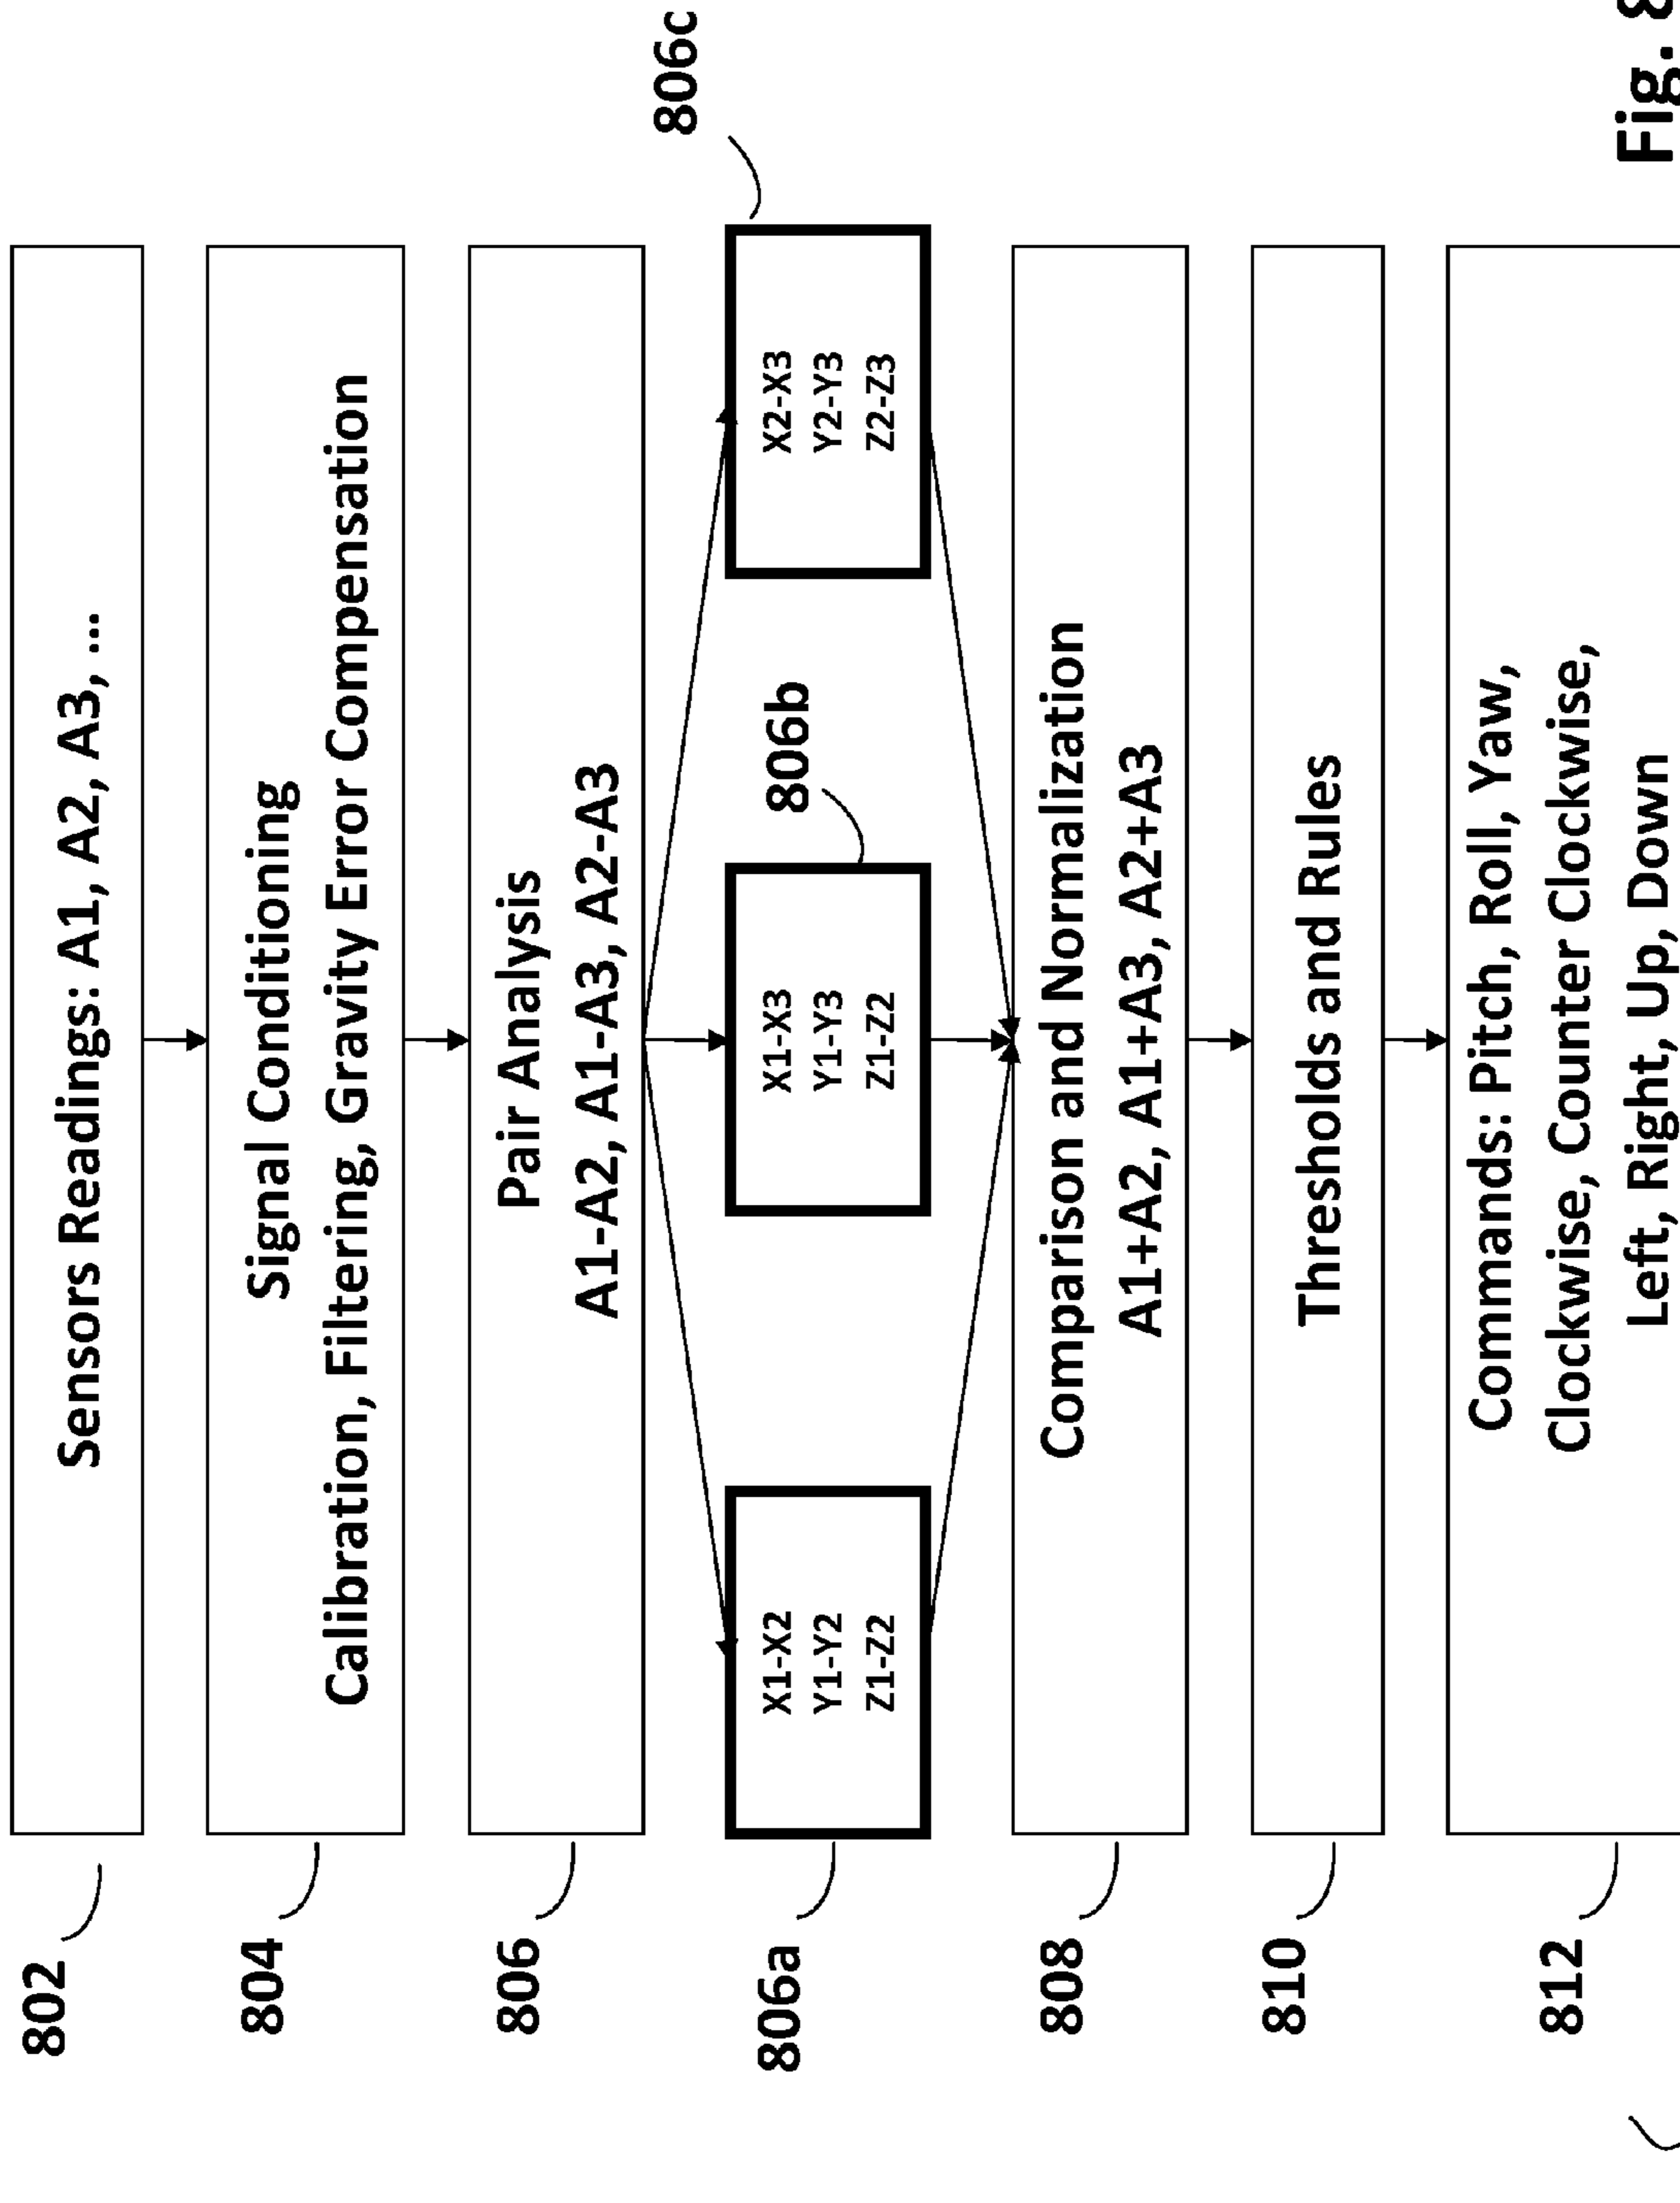 802
Sensors Readings: A1, A2, A3, ...
804
Signal Conditioning
Calibration, Filtering, Gravity Error Compensation
806
Pair Analysis
A1-A2, A1-A3, A2-A3
806a
X1-X2
Y1-Y2
Z1-Z2
806b
X1-X3
Y1-Y3
Z1-Z2
806c
X2-X3
Y2-Y3
Z2-Z3
808
Comparison and Normalization
A1+A2, A1+A3, A2+A3
810
Thresholds and Rules
812
Commands: Pitch, Roll, Yaw,
Clockwise, Counter Clockwise,
Left, Right, Up, Down
Fig. 8